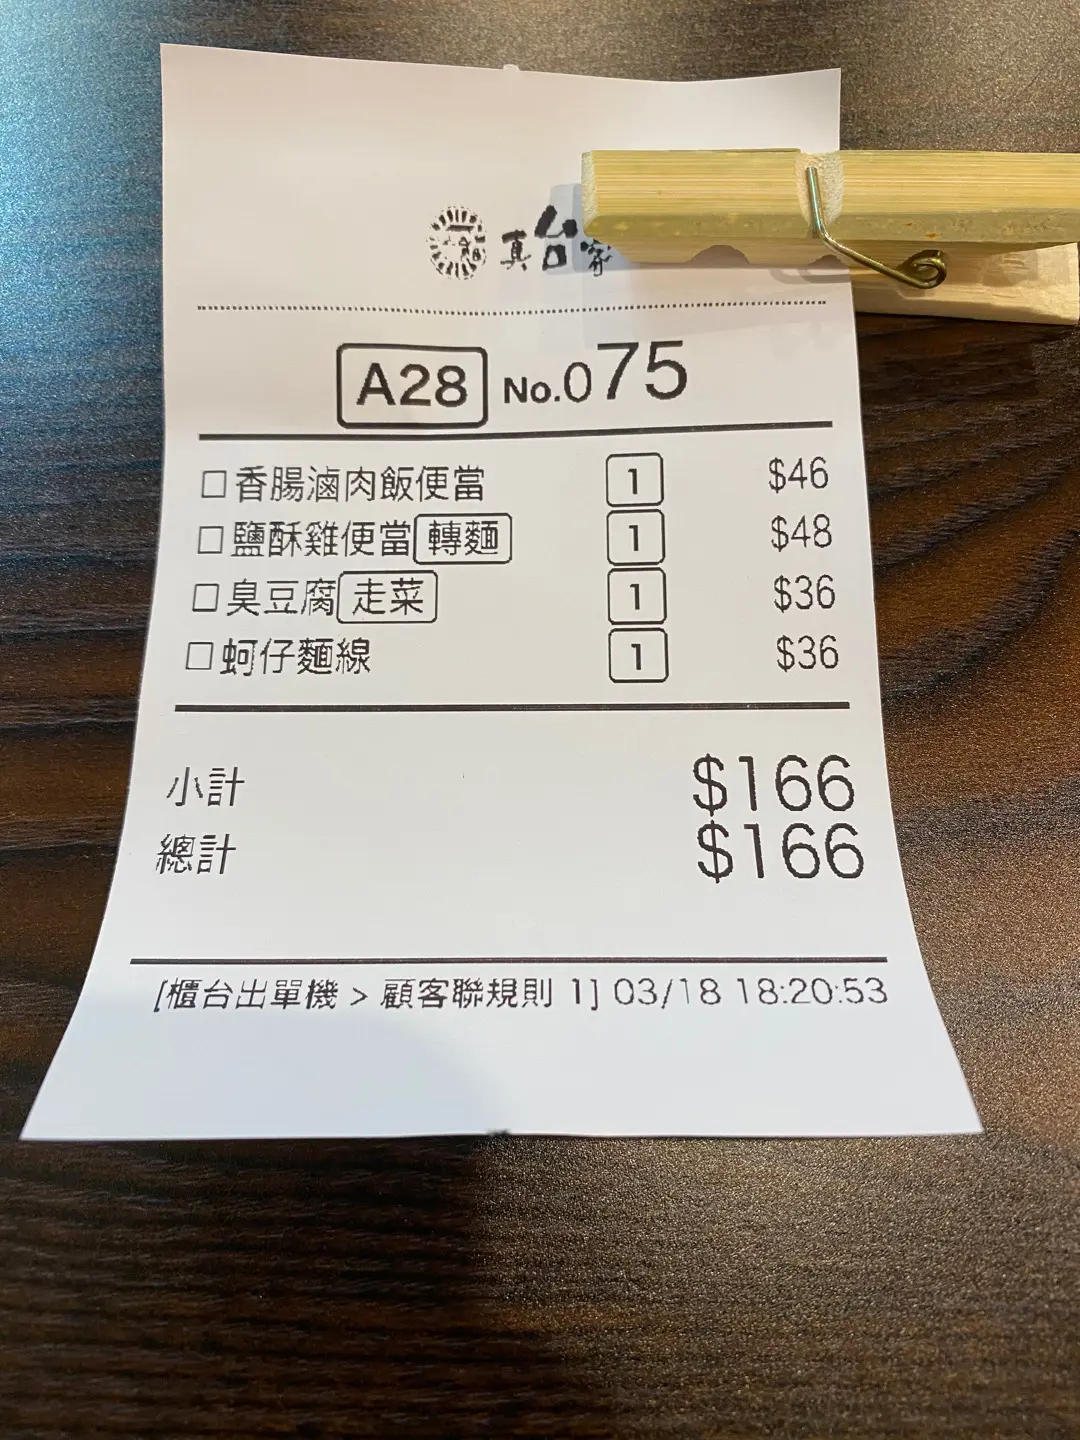 真台家
A28 No.075
□香腸滷肉飯便當 1 $46
□鹽酥雞便當 轉麵 1 $48
□臭豆腐 走菜 1 $36
□蚵仔麵線 1 $36
小計 $166
總計 $166
[櫃台出單機 > 顧客聯規則 1] 03/18 18:20:53